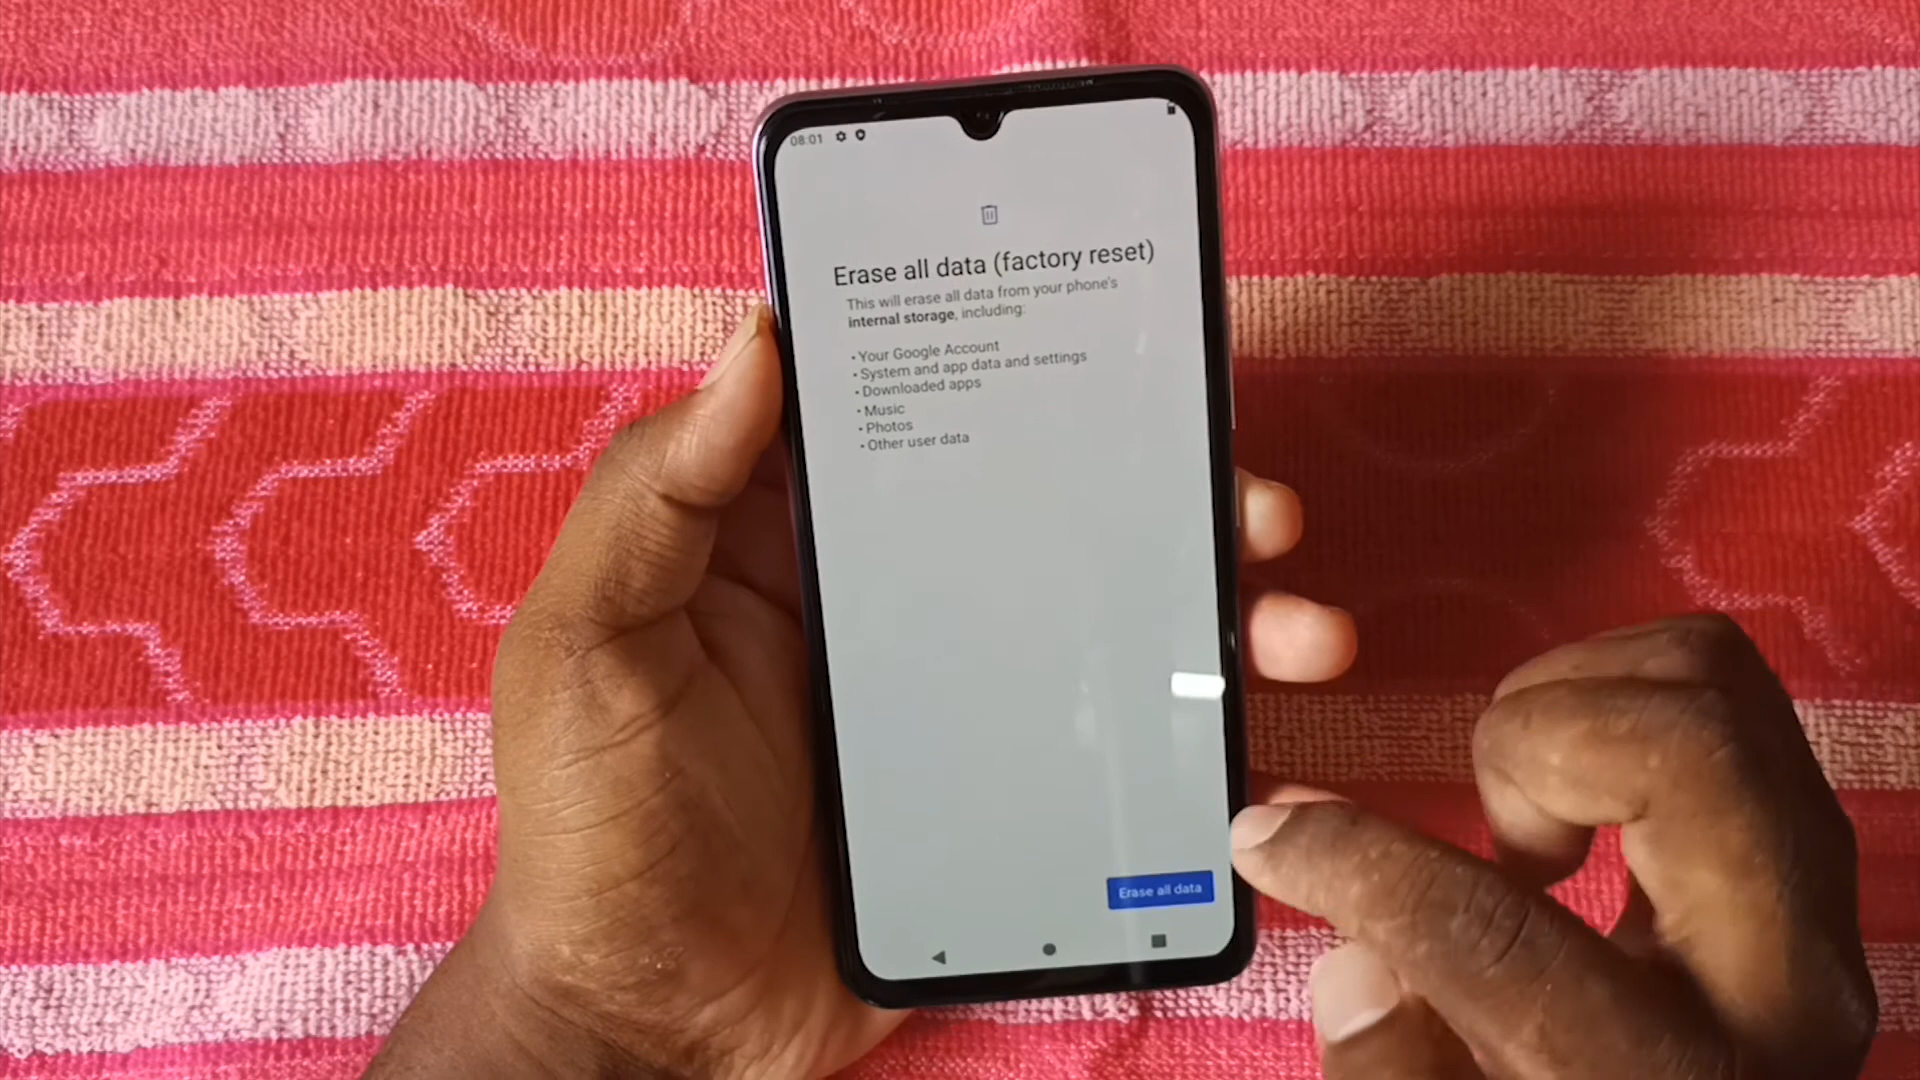 08:01
Erase all data (factory reset)
This will erase all data from your phone's
internal storage, including:
• Your Google Account
• System and app data and settings
• Downloaded apps
• Music
• Photos
• Other user data
Erase all data